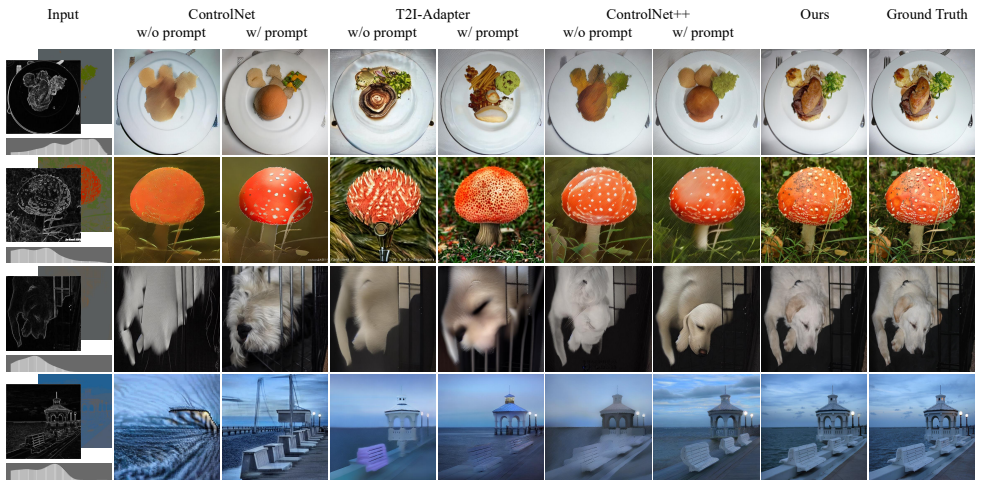 Input ControlNet T2I-Adapter ControlNet++ Ours Ground Truth
w/o prompt w/ prompt w/o prompt w/ prompt w/o prompt w/ prompt